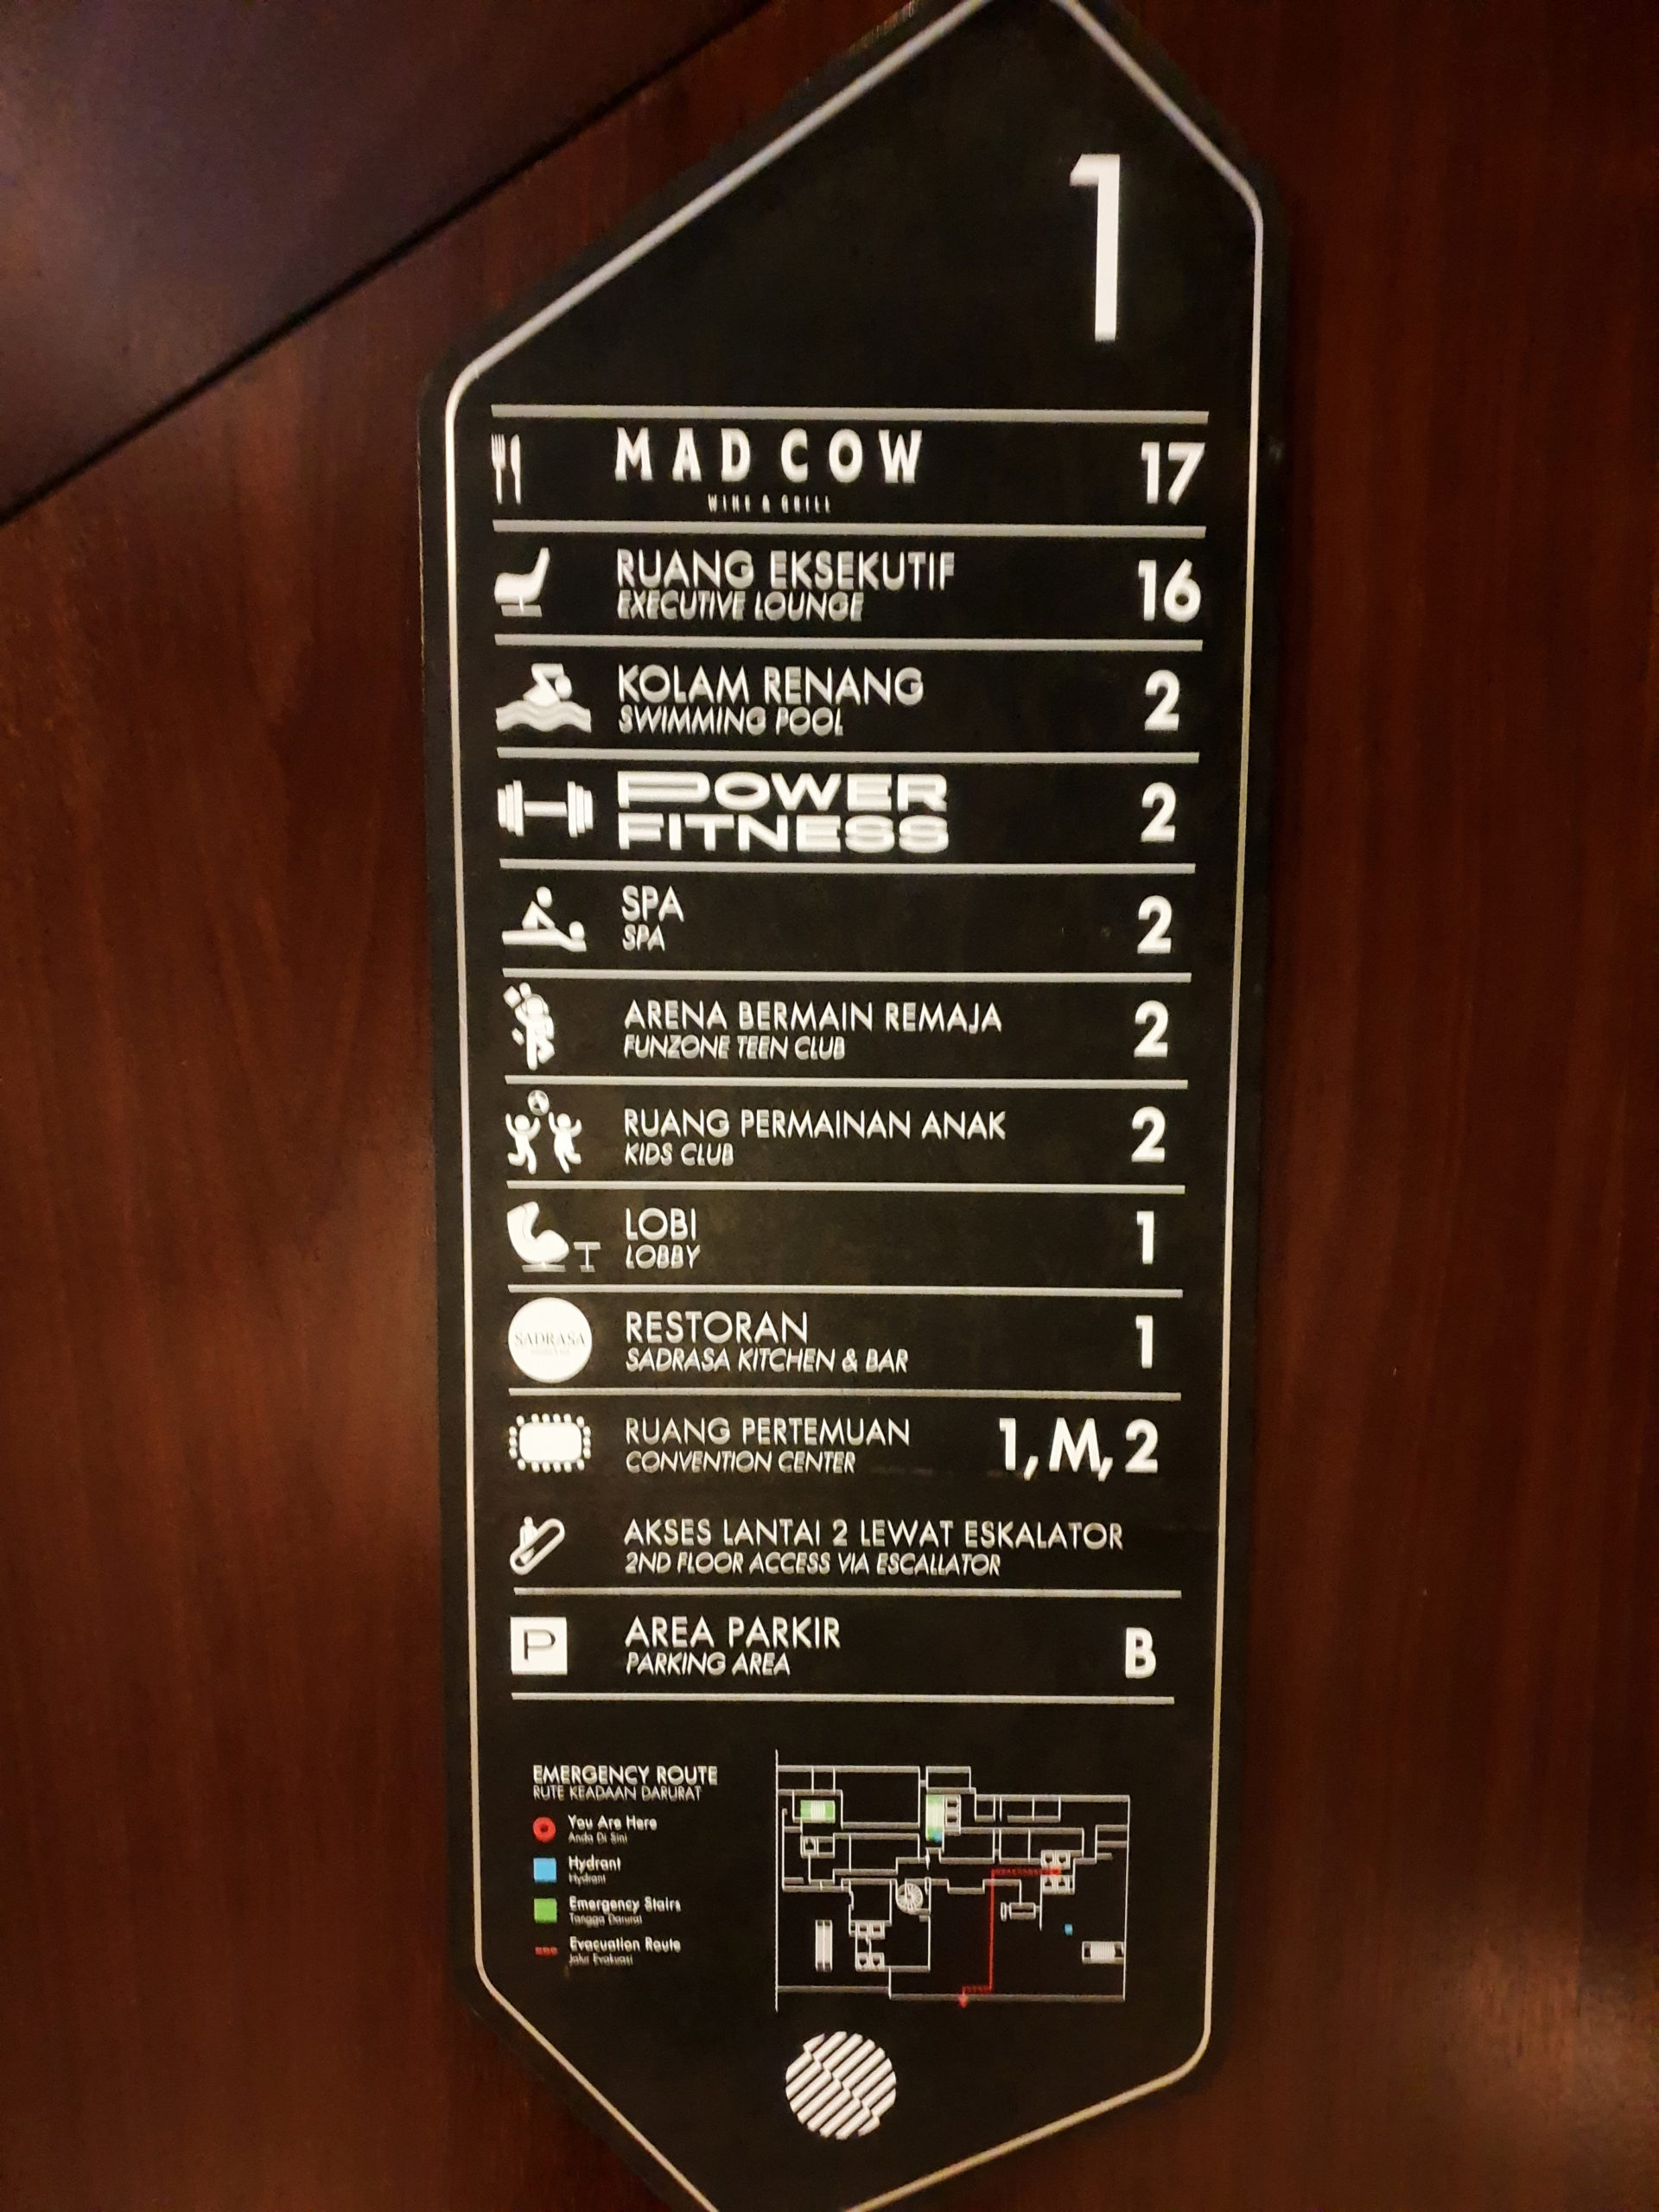 1
MAD COW 17
WINE & GRILL
RUANG EKSEKUTIF 16
EXECUTIVE LOUNGE
KOLAM RENANG 2
SWIMMING POOL
POWER 2
FITNESS
SPA 2
SPA
ARENA BERMAIN REMAJA 2
FUNZONE TEEN CLUB
RUANG PERMAINAN ANAK 2
KIDS CLUB
LOBI 1
LOBBY
SADRASA
RESTORAN 1
SADRASA KITCHEN & BAR
RUANG PERTEMUAN 1, M, 2
CONVENTION CENTER
AKSES LANTAI 2 LEWAT ESKALATOR
2ND FLOOR ACCESS VIA ESCALLATOR
P
AREA PARKIR B
PARKING AREA
EMERGENCY ROUTE
RUTE KEADAAN DARURAT
You Are Here
Anda Di Sini
Hydrant
Hydrant
Emergency Stairs
Tangga Darurat
Evacuation Route
Jalur Evakuasi